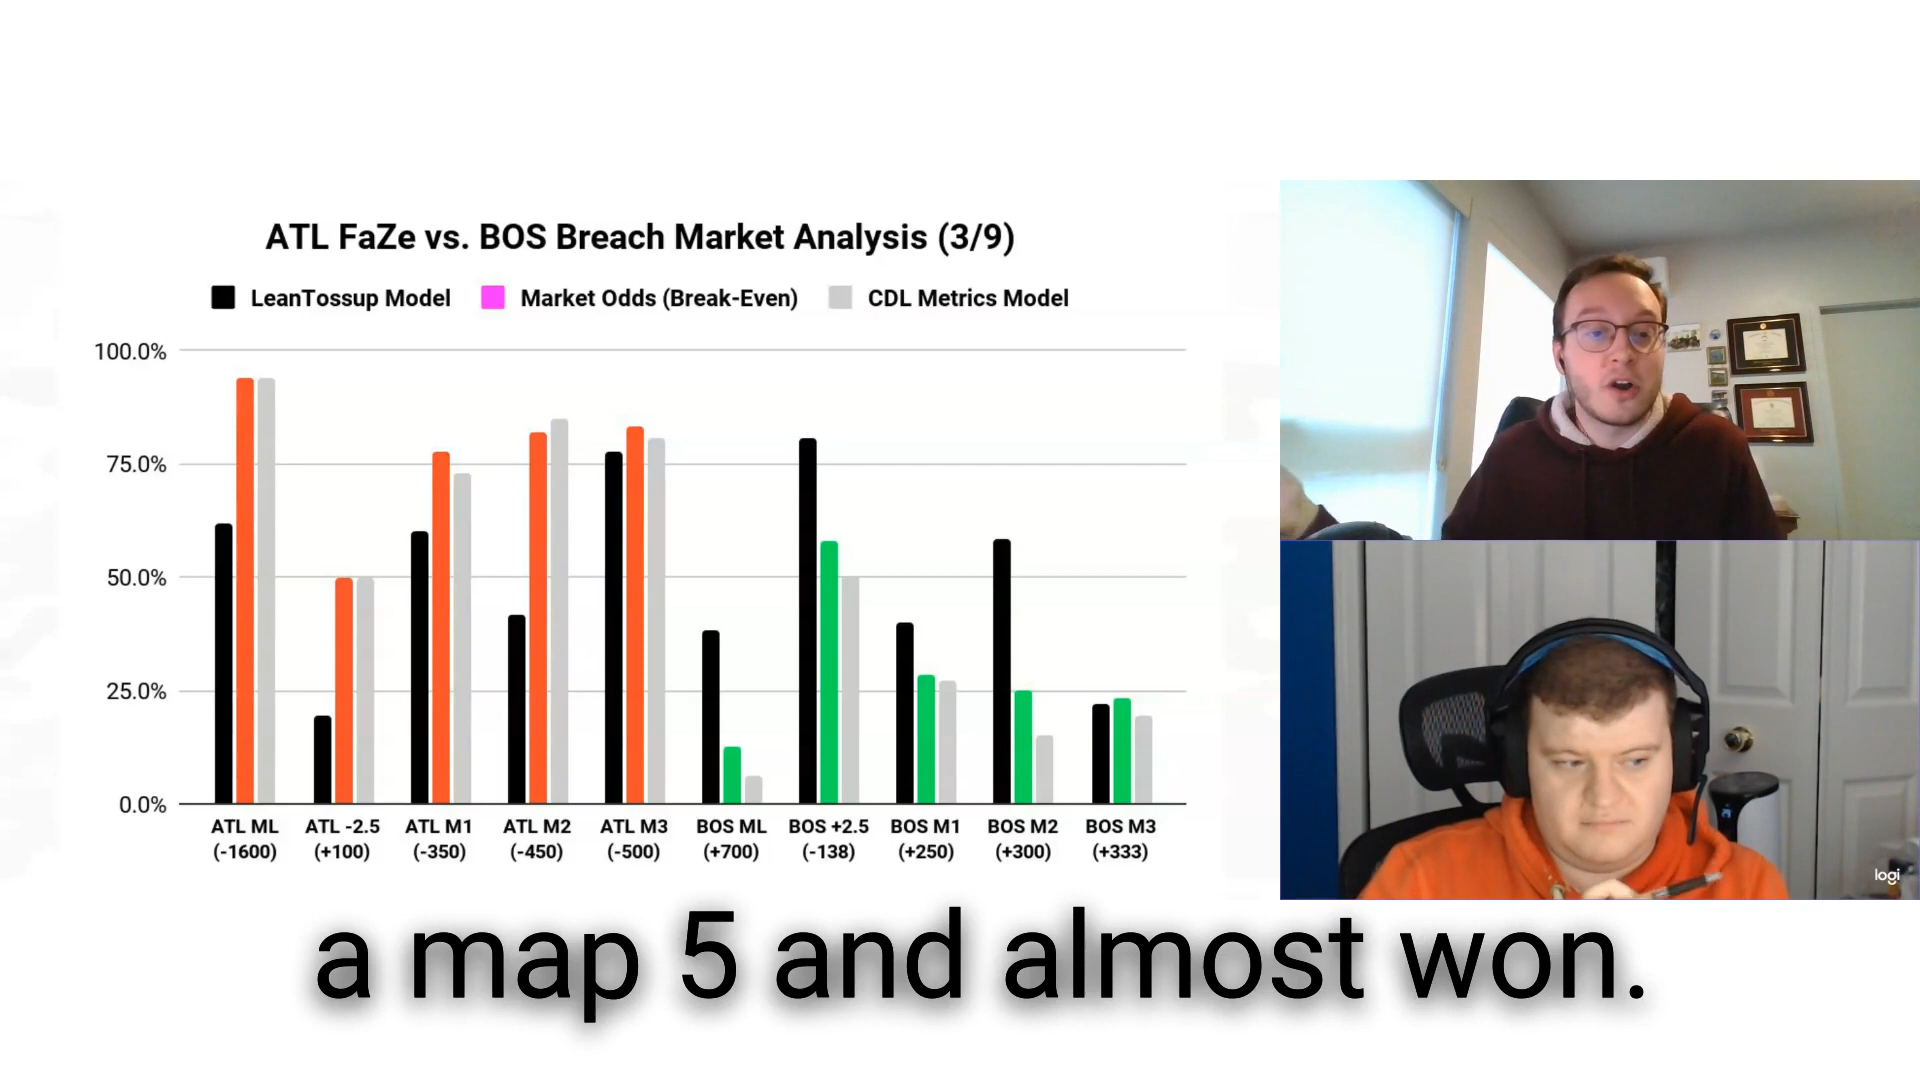 ATL FaZe vs. BOS Breach Market Analysis (3/9)
LeanTossup Model Market Odds (Break-Even) CDL Metrics Model
100.0%
75.0%
50.0%
25.0%
0.0%
ATL ML ATL -2.5 ATL M1 ATL M2 ATL M3 BOS ML BOS +2.5 BOS M1 BOS M2 BOS M3
(-1600) (+100) (-350) (-450) (-500) (+700) (-138) (+250) (+300) (+333)
logi
a map 5 and almost won.